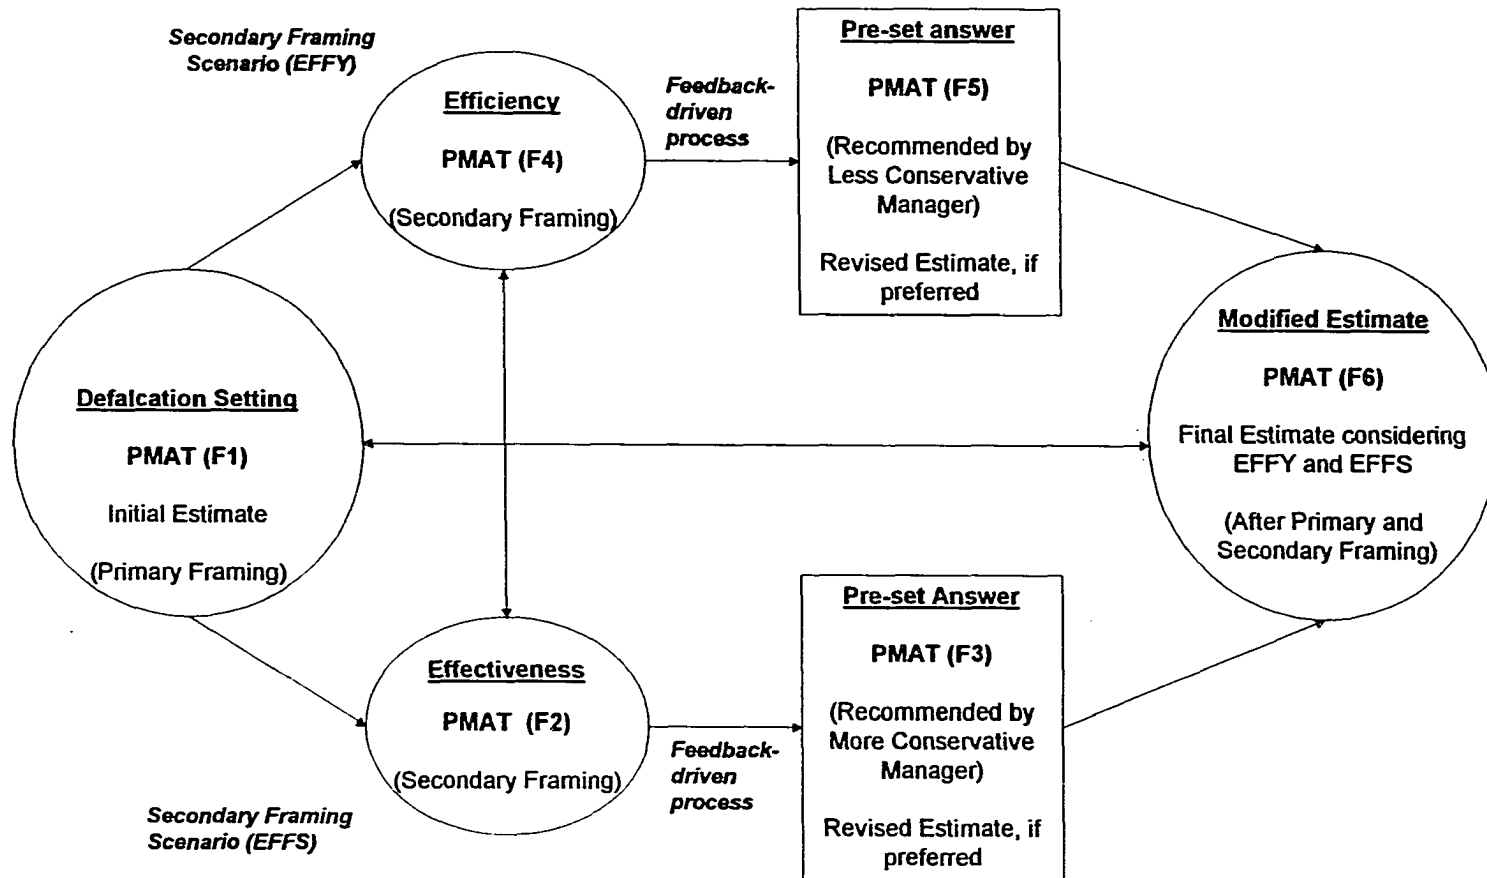 Secondary Framing
Scenario (EFFY)
Efficiency
PMAT (F4)
(Secondary Framing)
Feedback-
driven
process
Pre-set answer
PMAT (F5)
(Recommended by
Less Conservative
Manager)
Revised Estimate, if
preferred
Defalcation Setting
PMAT (F1)
Initial Estimate
(Primary Framing)
Modified Estimate
PMAT (F6)
Final Estimate considering
EFFY and EFFS
(After Primary and
Secondary Framing)
Effectiveness
PMAT (F2)
(Secondary Framing)
Secondary Framing
Scenario (EFFS)
Feedback-
driven
process
Pre-set Answer
PMAT (F3)
(Recommended by
More Conservative
Manager)
Revised Estimate, if
preferred